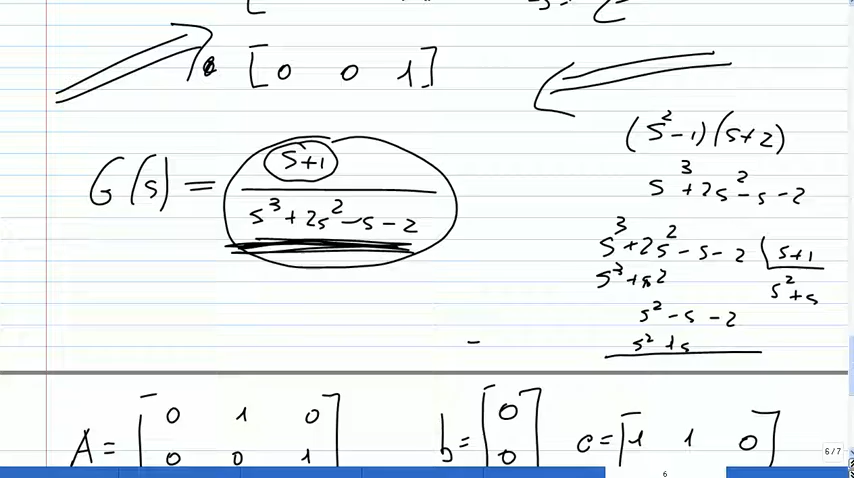 [0 0 1]
G(s) = s+1 / s³+2s²-s-2
(s²-1)(s+2)
s³+2s²-s-2
s³+2s²-s-2 | s+1
s³+s² s²+s
s²-s-2
s²+s
A = [0 1 0
0 0 1
b = [0
0
c = [1 1 0]
6/7
6